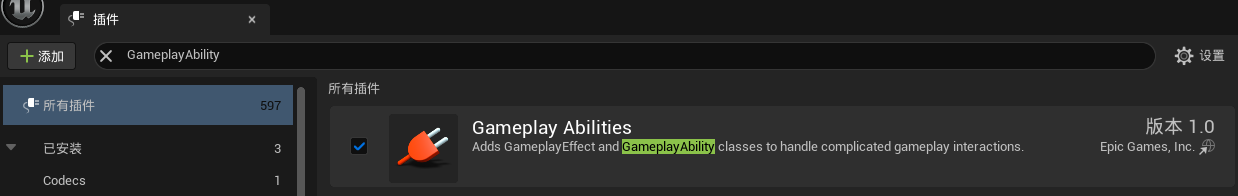 插件
添加
GameplayAbility
设置
所有插件 597
已安装 3
Codecs 1
所有插件
Gameplay Abilities
Adds GameplayEffect and GameplayAbility classes to handle complicated gameplay interactions.
版本 1.0
Epic Games, Inc.